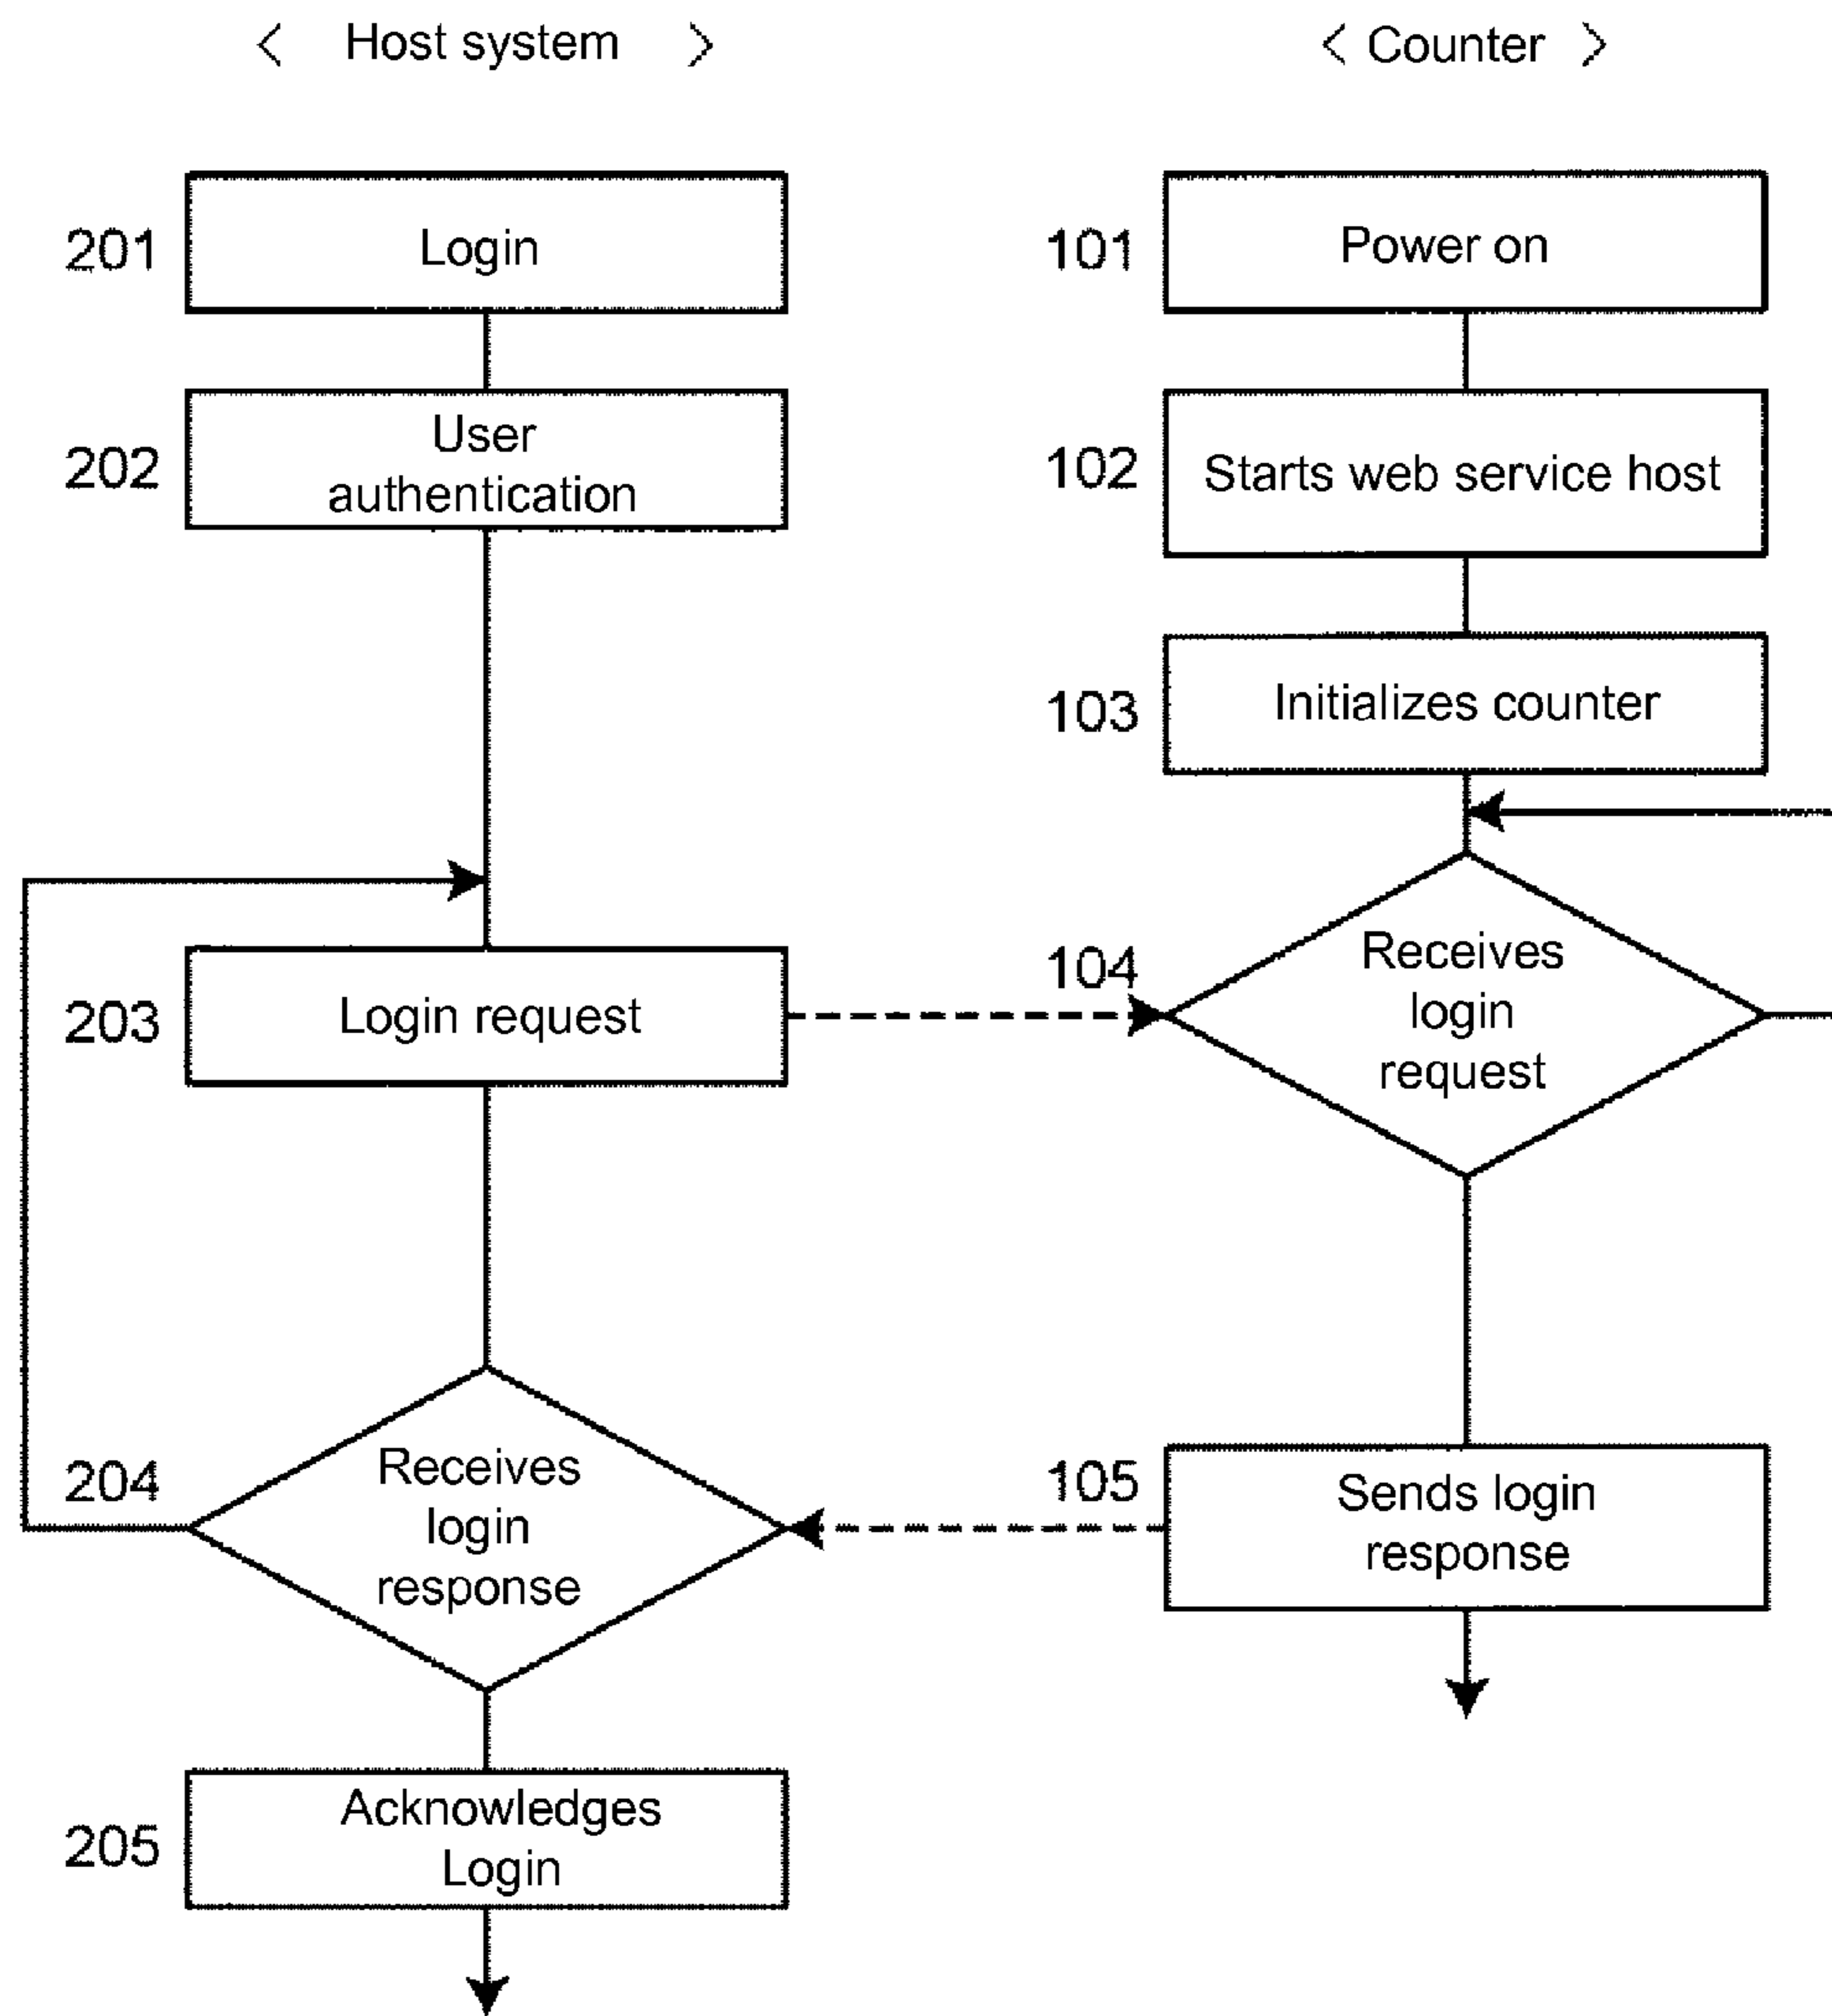 < Host system >
< Counter >
201
Login
202
User
authentication
203
Login request
204
Receives
login
response
205
Acknowledges
Login
101
Power on
102
Starts web service host
103
Initializes counter
104
Receives
login
request
105
Sends login
response